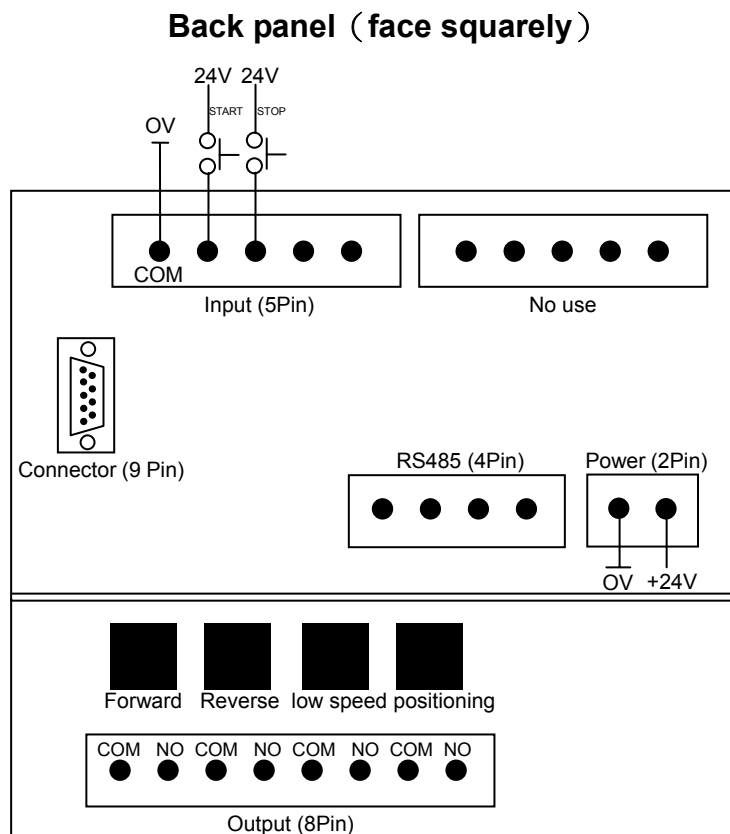 Back panel（face squarely）
24V 24V
START STOP
OV
COM
Input (5Pin)
No use
Connector (9 Pin)
RS485 (4Pin)
Power (2Pin)
OV +24V
Forward Reverse low speed positioning
COM NO COM NO COM NO COM NO
Output (8Pin)